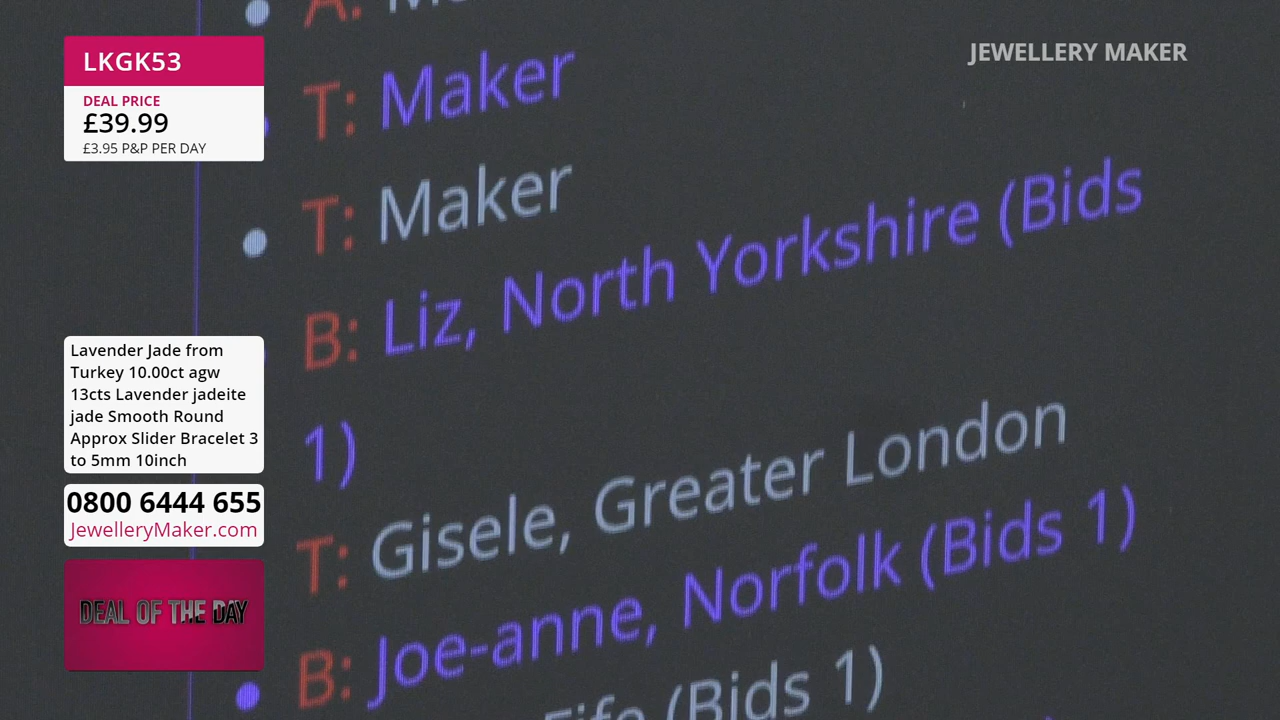 LKGK53
DEAL PRICE
£39.99
£3.95 P&P PER DAY
JEWELLERY MAKER
A:
T: Maker
T: Maker
B: Liz, North Yorkshire (Bids
1)
T: Gisele, Greater London
B: Joe-anne, Norfolk (Bids 1)
Fife (Bids 1)
Lavender Jade from
Turkey 10.00ct agw
13cts Lavender jadeite
jade Smooth Round
Approx Slider Bracelet 3
to 5mm 10inch
0800 6444 655
JewelleryMaker.com
DEAL OF THE DAY